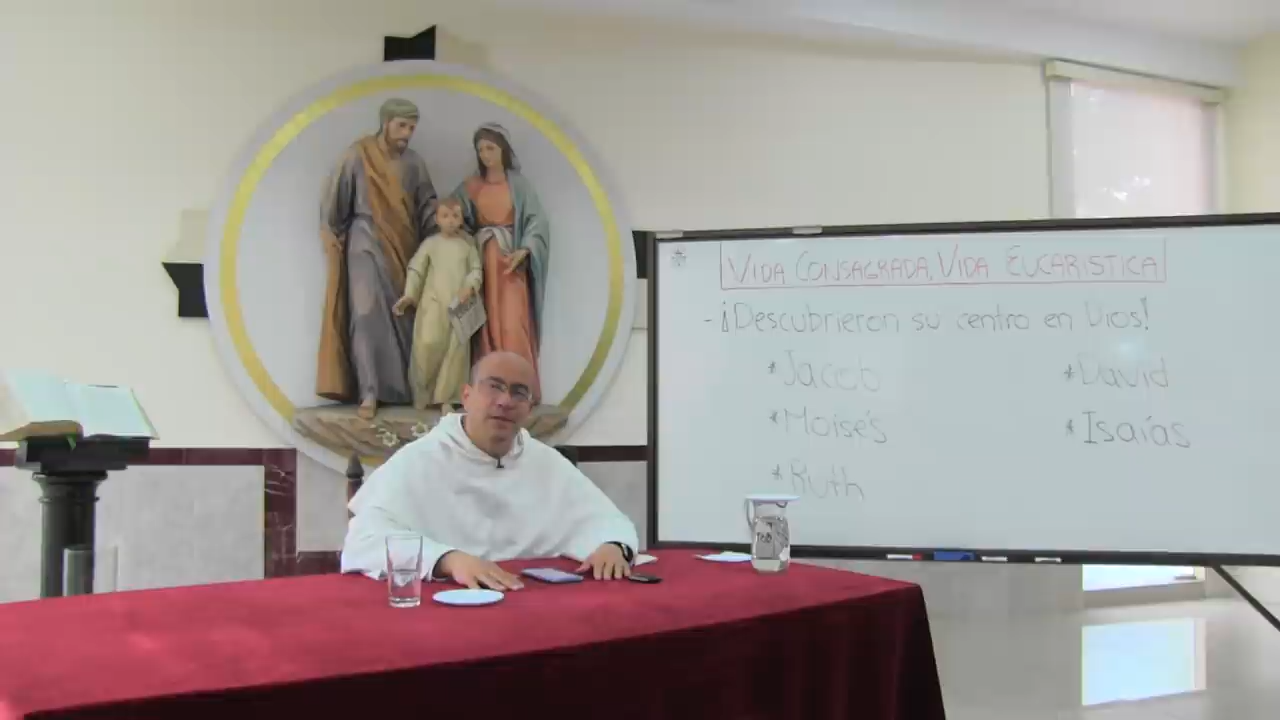 VIDA CONSAGRADA, VIDA EUCARISTICA
- ¡Descubrieron su centro en Dios!
* Jacob
* Moisés
* Ruth
* David
* Isaías